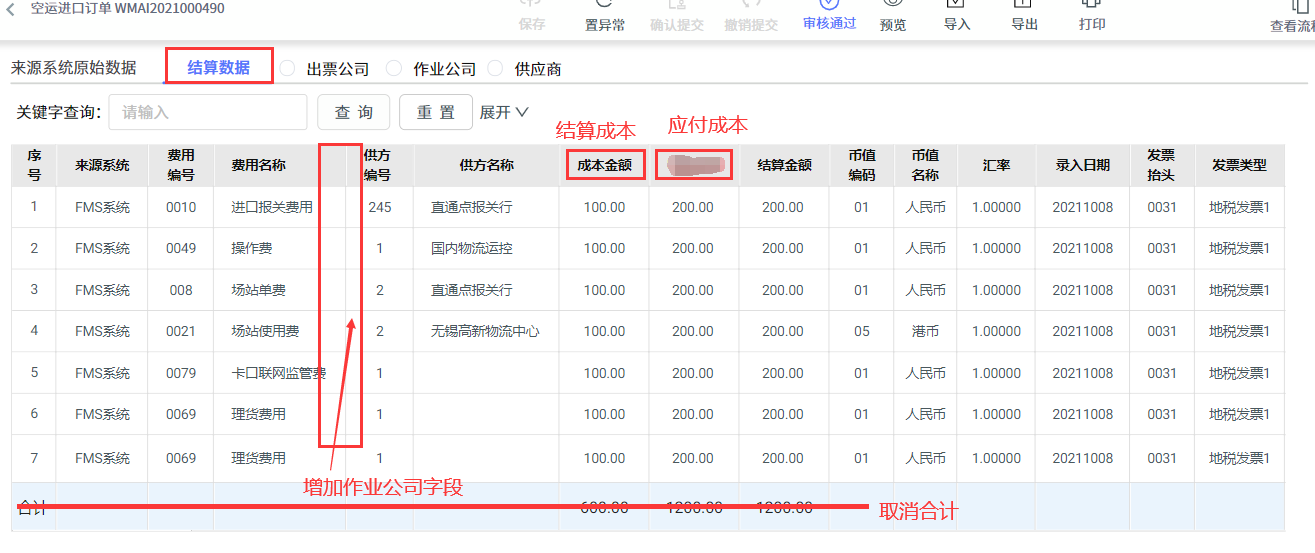 空运进口订单 WMAI2021000490
保存 置异常 确认提交 撤销提交 审核通过 预览 导入 导出 打印 查看流程
来源系统原始数据 结算数据 出票公司 作业公司 供应商
关键字查询： 请输入 查 询 重 置 展开
结算成本 应付成本
序号 来源系统 费用编号 费用名称 供方编号 供方名称 成本金额 结算金额 币值编码 币值名称 汇率 录入日期 发票抬头 发票类型
1 FMS系统 0010 进口报关费用 245 直通点报关行 100.00 200.00 200.00 01 人民币 1.00000 20211008 0031 地税发票1
2 FMS系统 0049 操作费 1 国内物流运控 100.00 200.00 200.00 01 人民币 1.00000 20211008 0031 地税发票1
3 FMS系统 008 场站单费 2 直通点报关行 100.00 200.00 200.00 01 人民币 1.00000 20211008 0031 地税发票1
4 FMS系统 0021 场站使用费 2 无锡高新物流中心 100.00 200.00 200.00 05 港币 1.00000 20211008 0031 地税发票1
5 FMS系统 0079 卡口联网监管费 1 100.00 200.00 200.00 01 人民币 1.00000 20211008 0031 地税发票1
6 FMS系统 0069 理货费用 1 100.00 200.00 200.00 01 人民币 1.00000 20211008 0031 地税发票1
7 FMS系统 0069 理货费用 1 100.00 200.00 200.00 01 人民币 1.00000 20211008 0031 地税发票1
增加作业公司字段
合计 600.00 1200.00 1200.00 取消合计